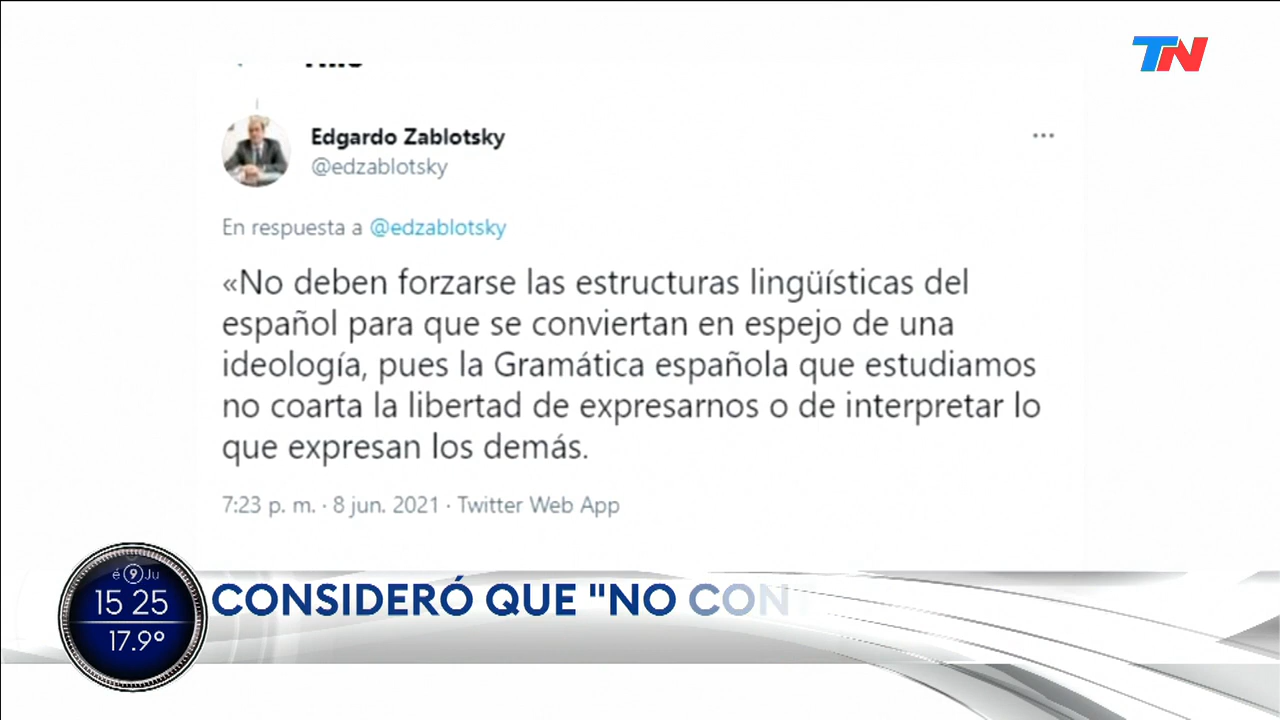 TN
Edgardo Zablotsky
@edzablotsky
En respuesta a @edzablotsky
«No deben forzarse las estructuras lingüísticas del
español para que se conviertan en espejo de una
ideología, pues la Gramática española que estudiamos
no coarta la libertad de expresarnos o de interpretar lo
que expresan los demás.
7:23 p. m. · 8 jun. 2021 · Twitter Web App
é 9 Ju
15 25
17.9°
CONSIDERÓ QUE "NO CON